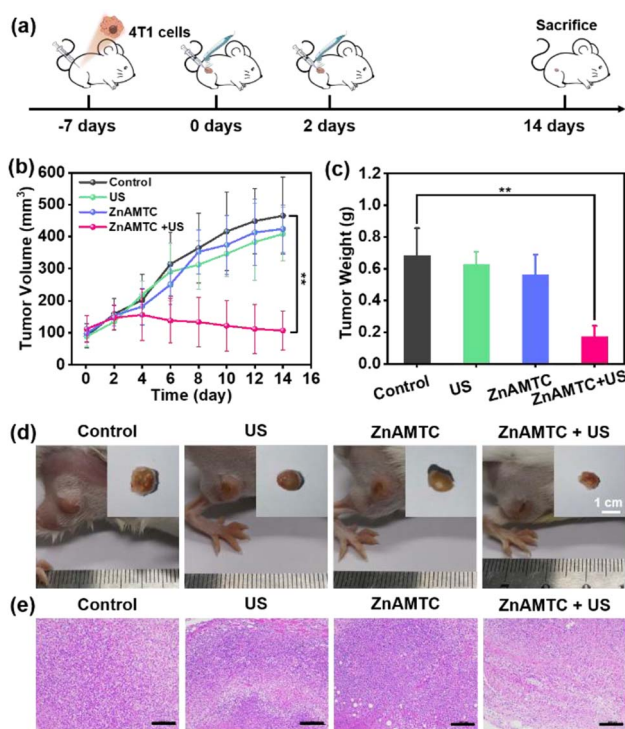 (a)
4T1 cells
Sacrifice
-7 days
0 days
2 days
14 days
(b)
600
500
400
300
200
100
0
Tumor Volume (mm³)
Control
US
ZnAMTC
ZnAMTC +US
**
0 2 4 6 8 10 12 14 16
Time (day)
(c)
1.2
1.0
0.8
0.6
0.4
0.2
0.0
Tumor Weight (g)
**
Control
US
ZnAMTC
ZnAMTC+US
(d)
Control
US
ZnAMTC
ZnAMTC + US
1 cm
(e)
Control
US
ZnAMTC
ZnAMTC + US